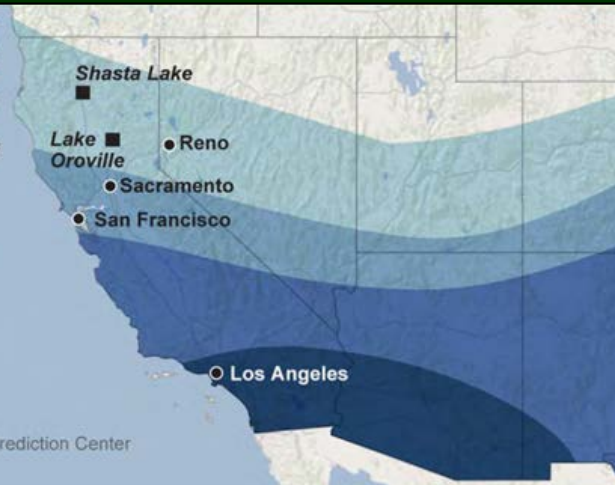 Shasta Lake
Lake
Oroville
Reno
Sacramento
San Francisco
Los Angeles
rediction Center